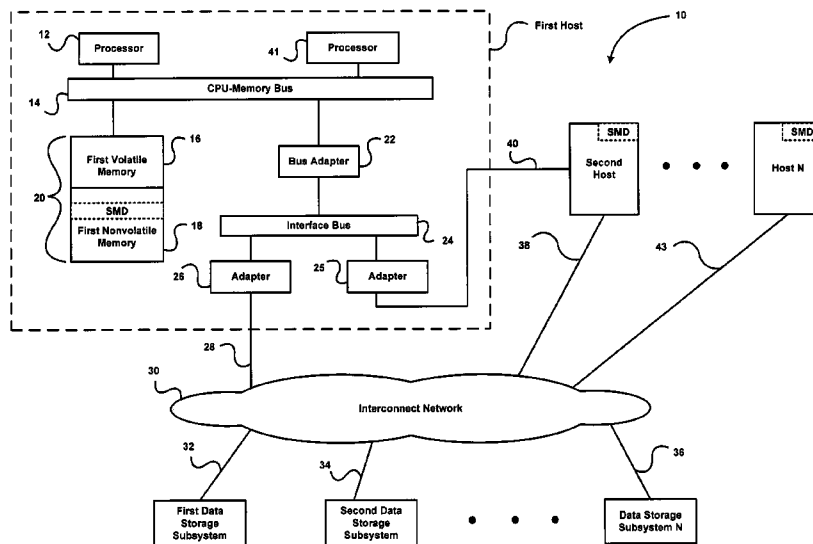 First Host
10
12
Processor
41
Processor
CPU-Memory Bus
14
16
22
First Volatile
Memory
Bus Adapter
20
SMD
First Nonvolatile
Memory
18
Interface Bus
24
26
Adapter
25
Adapter
40
SMD
Second
Host
SMD
Host N
38
43
28
30
Interconnect Network
32
34
36
First Data
Storage
Subsystem
Second Data
Storage
Subsystem
Data Storage
Subsystem N